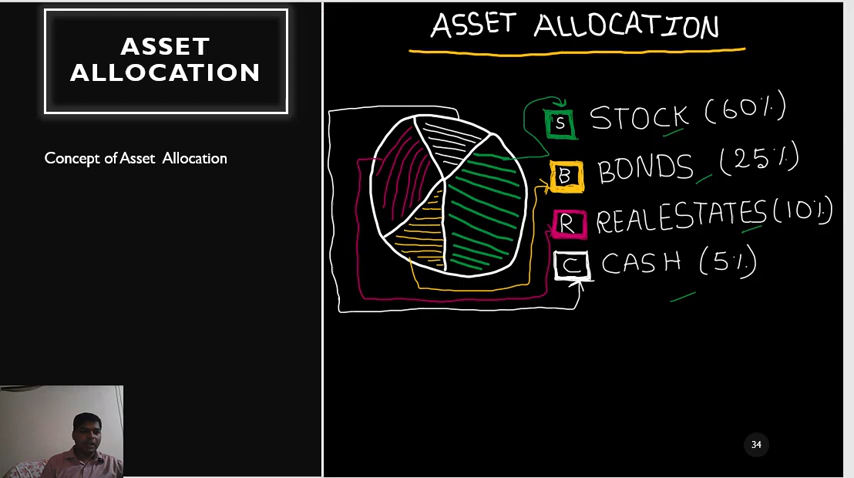 ASSET
ALLOCATION
Concept of Asset Allocation
ASSET ALLOCATION
S STOCK (60%)
B BONDS (25%)
R REALESTATES (10%)
C CASH (5%)
34